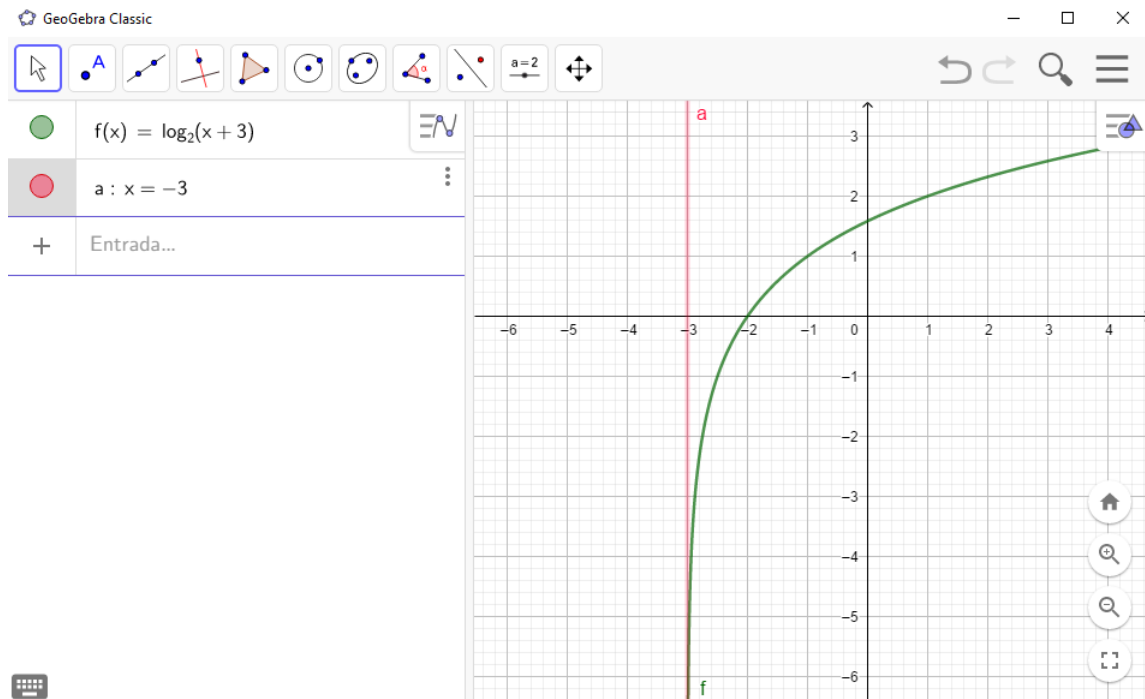 GeoGebra Classic
A
α
a = 2
f(x) = log₂(x + 3)
a : x = −3
Entrada...
a
3
2
1
−6 −5 −4 −3 −2 −1 0 1 2 3 4
−1
−2
−3
−4
−5
−6
f